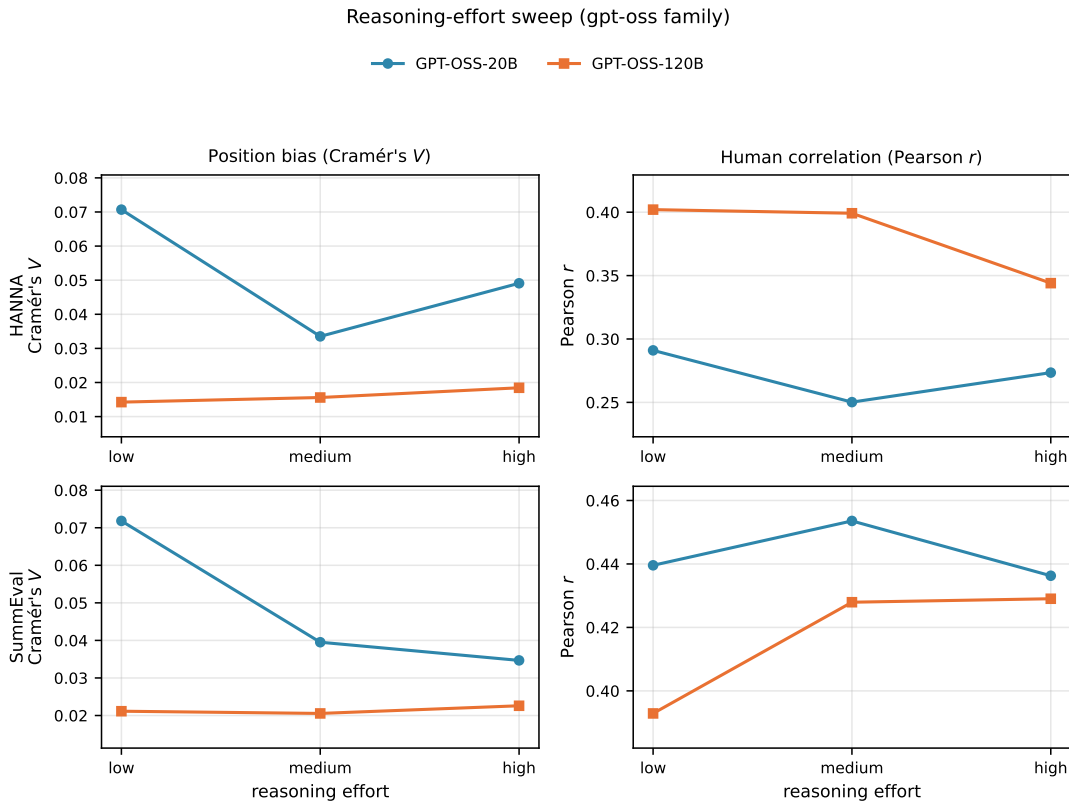 Reasoning-effort sweep (gpt-oss family)
GPT-OSS-20B GPT-OSS-120B
Position bias (Cramér's V)
HANNA
Cramér's V
0.08
0.07
0.06
0.05
0.04
0.03
0.02
0.01
low medium high
Human correlation (Pearson r)
Pearson r
0.40
0.35
0.30
0.25
low medium high
SummEval
Cramér's V
0.08
0.07
0.06
0.05
0.04
0.03
0.02
low medium high
reasoning effort
Pearson r
0.46
0.44
0.42
0.40
low medium high
reasoning effort